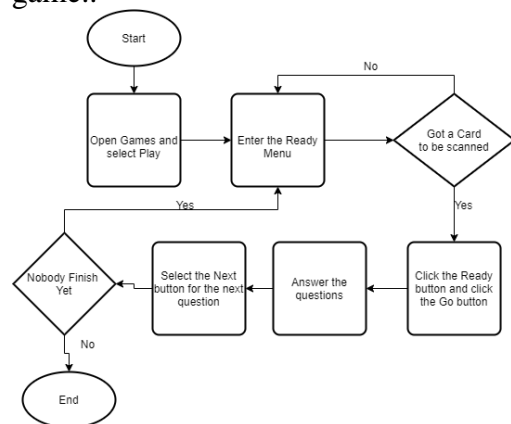 game..
Start
No
Open Games and
select Play
Enter the Ready
Menu
Got a Card
to be scanned
Yes
Yes
Nobody Finish
Yet
Select the Next
button for the next
question
Answer the
questions
Click the Ready
button and click
the Go button
No
End